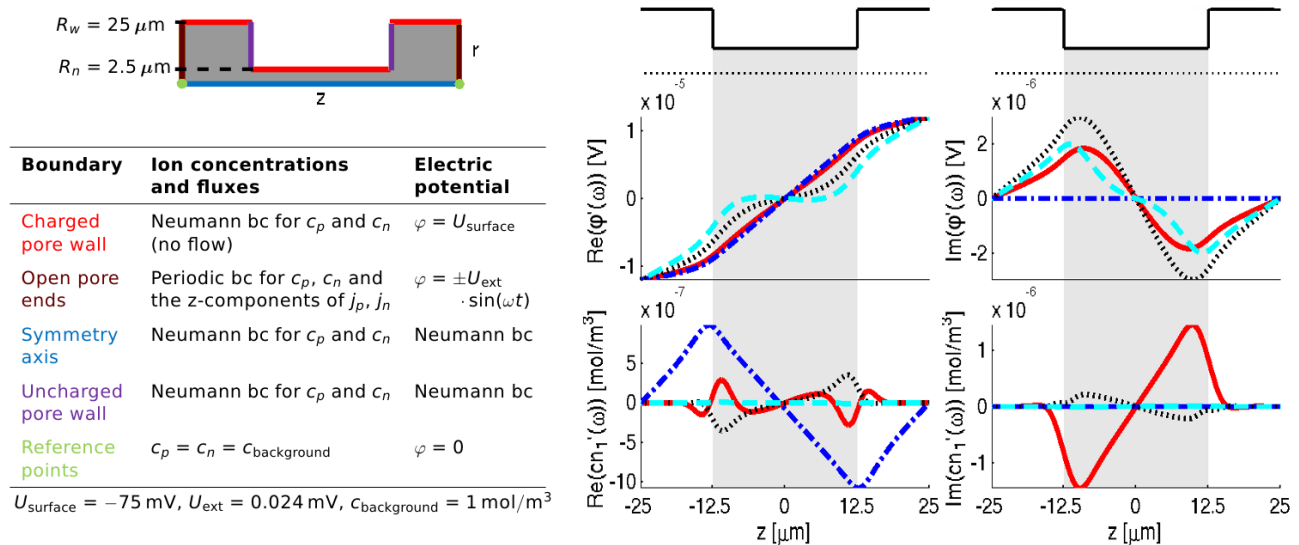 R_w = 25 μm
R_n = 2.5 μm
r
z
Boundary Ion concentrations and fluxes Electric potential
Charged pore wall Neumann bc for c_p and c_n (no flow) φ = U_surface
Open pore ends Periodic bc for c_p, c_n and the z-components of j_p, j_n φ = ±U_ext · sin(ωt)
Symmetry axis Neumann bc for c_p and c_n Neumann bc
Uncharged pore wall Neumann bc for c_p and c_n Neumann bc
Reference points c_p = c_n = c_background φ = 0
U_surface = −75 mV, U_ext = 0.024 mV, c_background = 1 mol/m³
x 10^-5
Re(φ'(ω)) [V]
1
0
-1
x 10^-6
Im(φ'(ω)) [V]
2
0
-2
x 10^-7
Re(cn₁'(ω)) [mol/m³]
5
0
-5
-10
-25 -12.5 0 12.5 25
z [μm]
x 10^-6
Im(cn₁'(ω)) [mol/m³]
1
0
-1
-25 -12.5 0 12.5 25
z [μm]